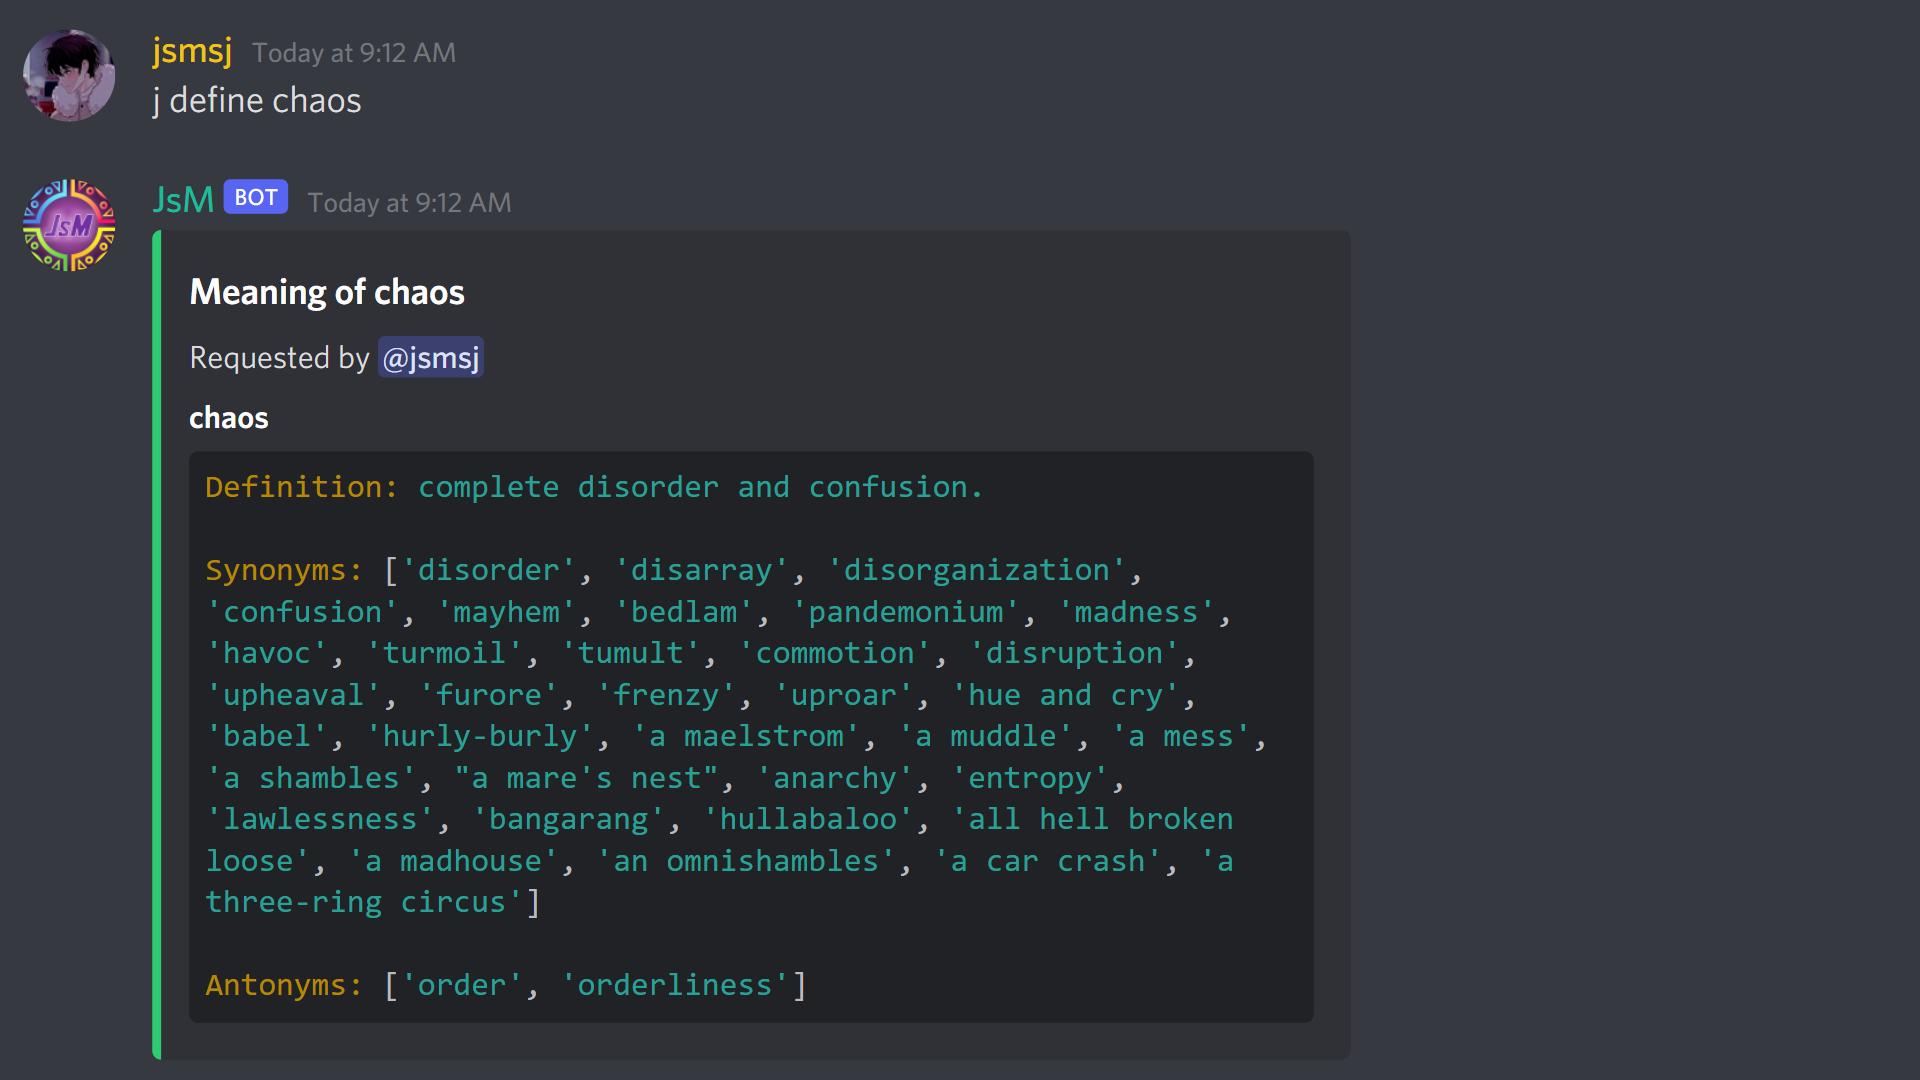 jsmsj Today at 9:12 AM
j define chaos
JsM BOT Today at 9:12 AM
JsM
Meaning of chaos
Requested by @jsmsj
chaos
Definition: complete disorder and confusion.
Synonyms: ['disorder', 'disarray', 'disorganization',
'confusion', 'mayhem', 'bedlam', 'pandemonium', 'madness',
'havoc', 'turmoil', 'tumult', 'commotion', 'disruption',
'upheaval', 'furore', 'frenzy', 'uproar', 'hue and cry',
'babel', 'hurly-burly', 'a maelstrom', 'a muddle', 'a mess',
'a shambles', "a mare's nest", 'anarchy', 'entropy',
'lawlessness', 'bangarang', 'hullabaloo', 'all hell broken
loose', 'a madhouse', 'an omnishambles', 'a car crash', 'a
three-ring circus']
Antonyms: ['order', 'orderliness']